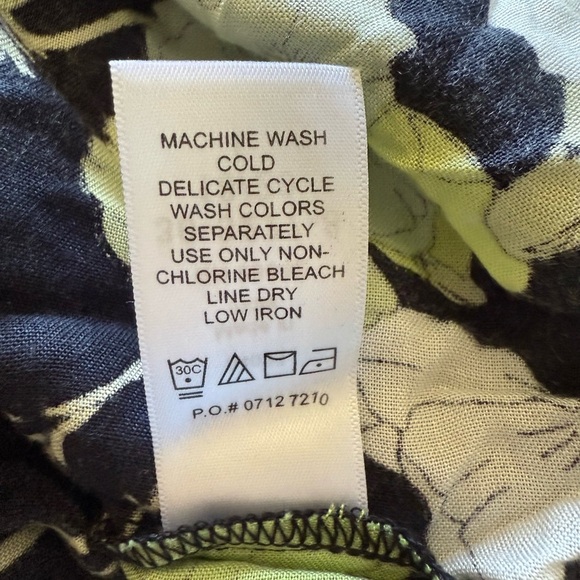 MACHINE WASH
COLD
DELICATE CYCLE
WASH COLORS
SEPARATELY
USE ONLY NON-
CHLORINE BLEACH
LINE DRY
LOW IRON
30C
P.O.# 0712 7210